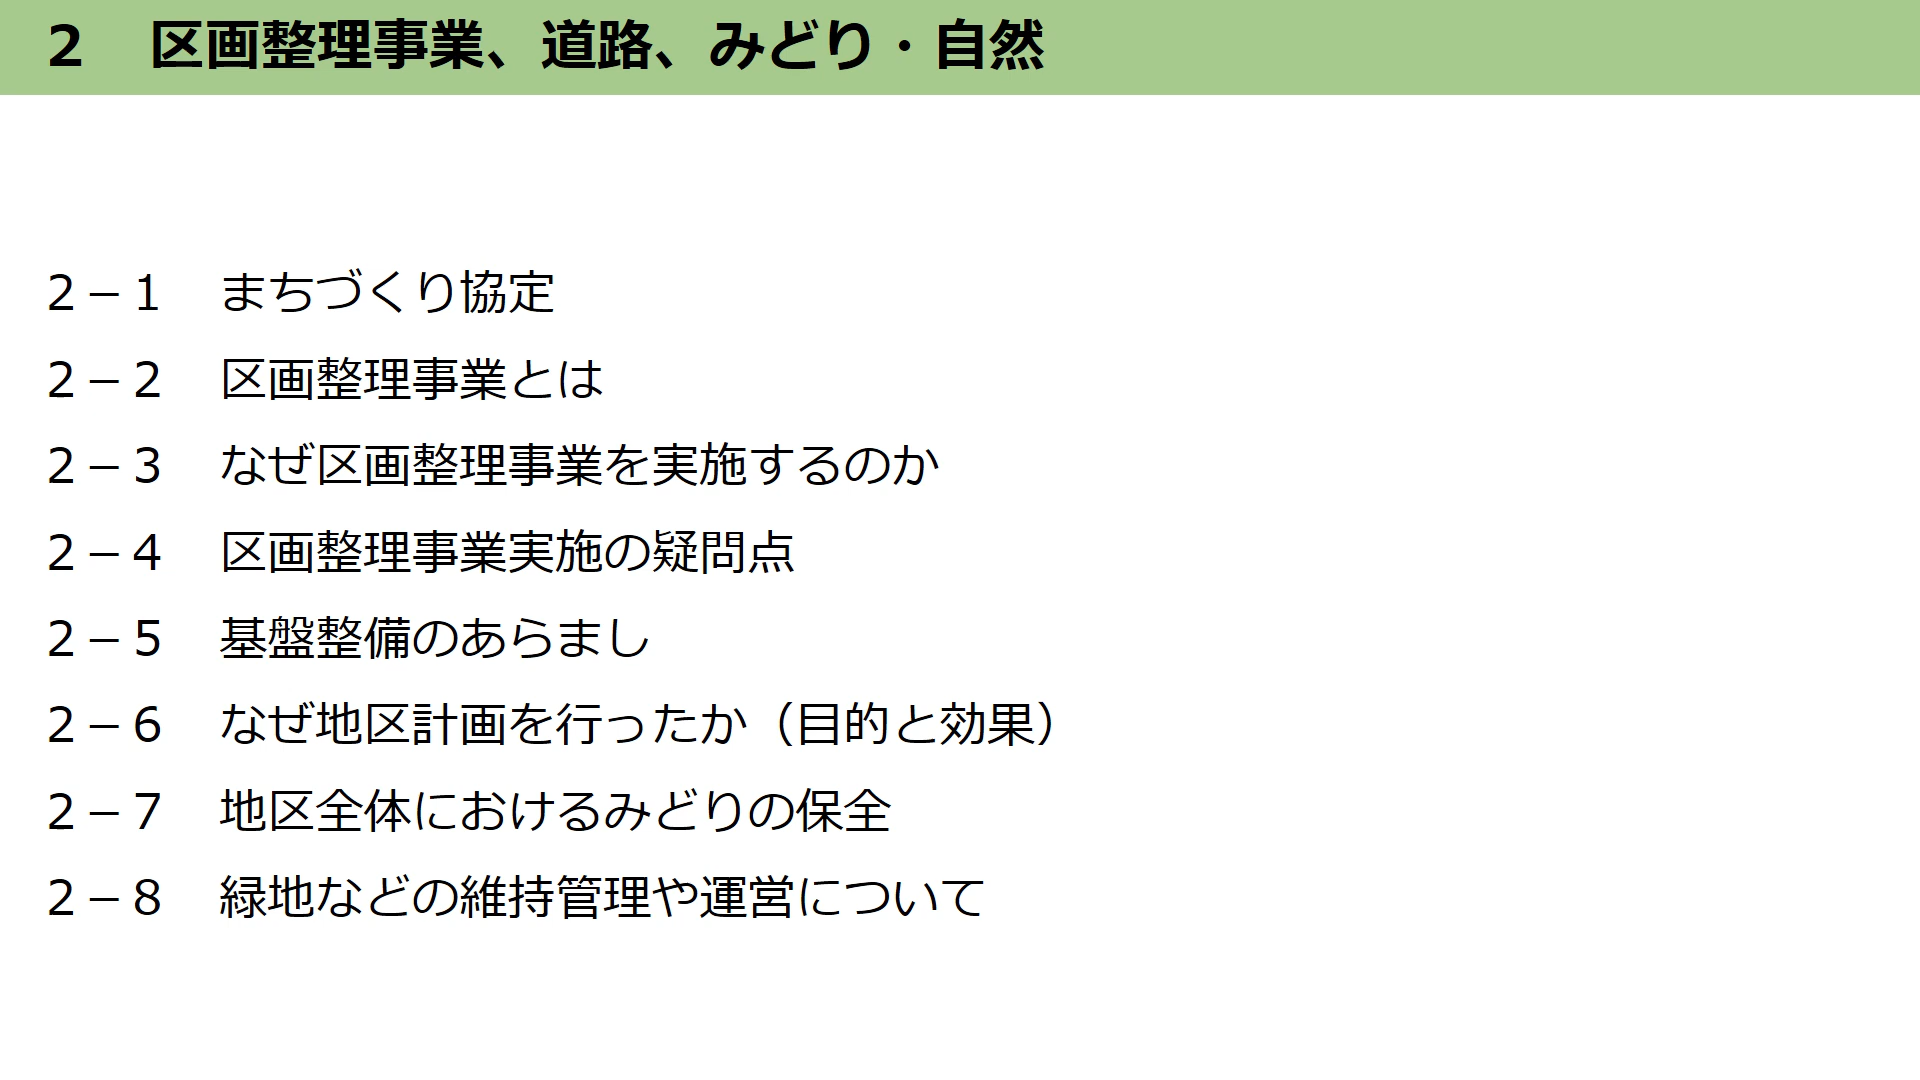 ２　区画整理事業、道路、みどり・自然
２－１　まちづくり協定
２－２　区画整理事業とは
２－３　なぜ区画整理事業を実施するのか
２－４　区画整理事業実施の疑問点
２－５　基盤整備のあらまし
２－６　なぜ地区計画を行ったか（目的と効果）
２－７　地区全体におけるみどりの保全
２－８　緑地などの維持管理や運営について